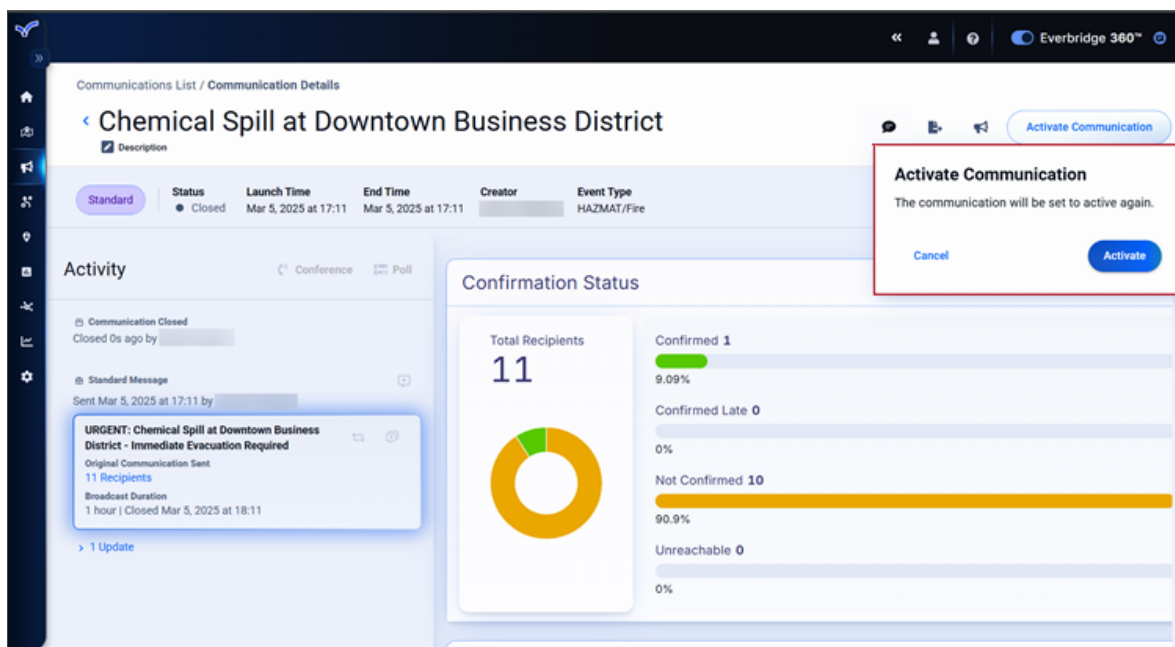 Everbridge 360™
Communications List / Communication Details
Chemical Spill at Downtown Business District
Description
Activate Communication
Activate Communication
The communication will be set to active again.
Cancel
Activate
Standard
Status
Closed
Launch Time
Mar 5, 2025 at 17:11
End Time
Mar 5, 2025 at 17:11
Creator
Event Type
HAZMAT/Fire
Activity
Conference
Poll
Communication Closed
Closed 0s ago by
Standard Message
Sent Mar 5, 2025 at 17:11 by
URGENT: Chemical Spill at Downtown Business
District - Immediate Evacuation Required
Original Communication Sent
11 Recipients
Broadcast Duration
1 hour | Closed Mar 5, 2025 at 18:11
1 Update
Confirmation Status
Total Recipients
11
Confirmed 1
9.09%
Confirmed Late 0
0%
Not Confirmed 10
90.9%
Unreachable 0
0%